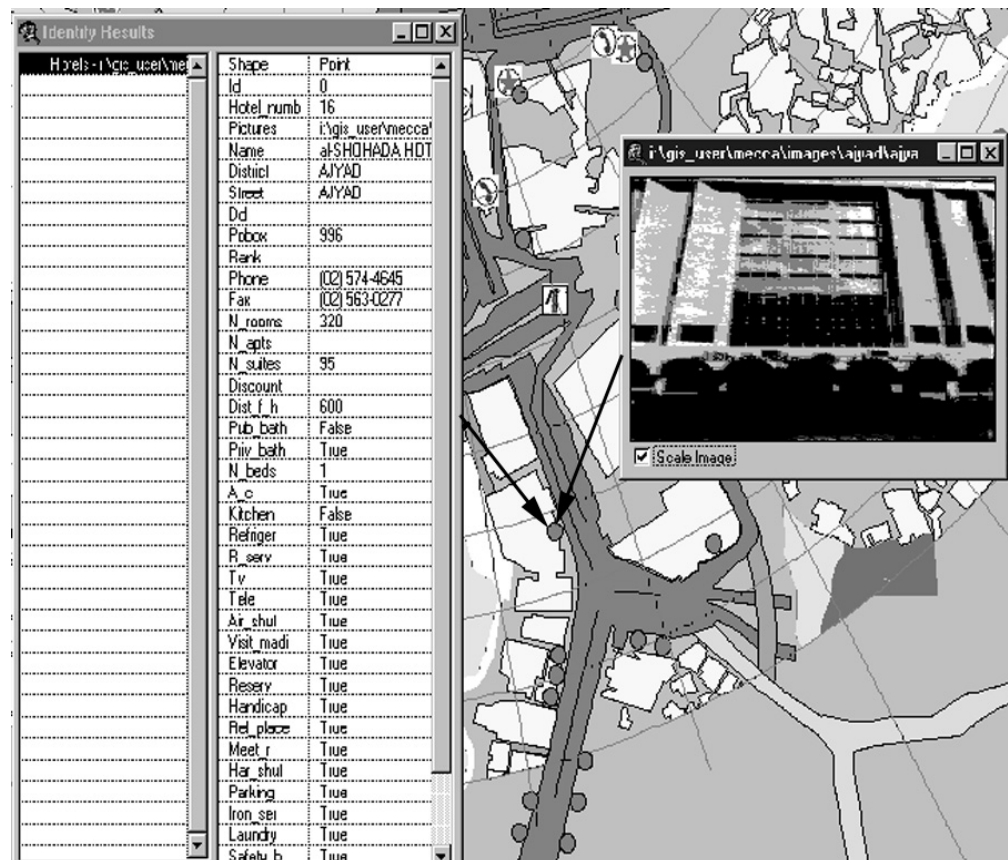 Identify Results
Hotels - i:\gis_user\me
Shape Point
Id 0
Hotel_numb 16
Pictures i:\gis_user\mecca\
Name al-SHOHADA HOT
District AJYAD
Street AJYAD
Pobox 996
Rank
Phone (02) 574-4645
Fax (02) 563-0277
N_rooms 320
N_apts
N_suites 95
Discount
Dist_f_h 600
Pub_bath False
Priv_bath True
N_beds 1
A_c True
Kitchen False
Refriger True
R_serv True
Tv True
Tele True
Air_shut True
Visit_madi True
Elevator True
Reserv True
Handicap True
Rel_place True
Meet_r True
Har_shut True
Parking True
Iron_ser True
Laundry True
Safety_b True
i:\gis_user\mecca\images\ajyad\ajya
Scale Image